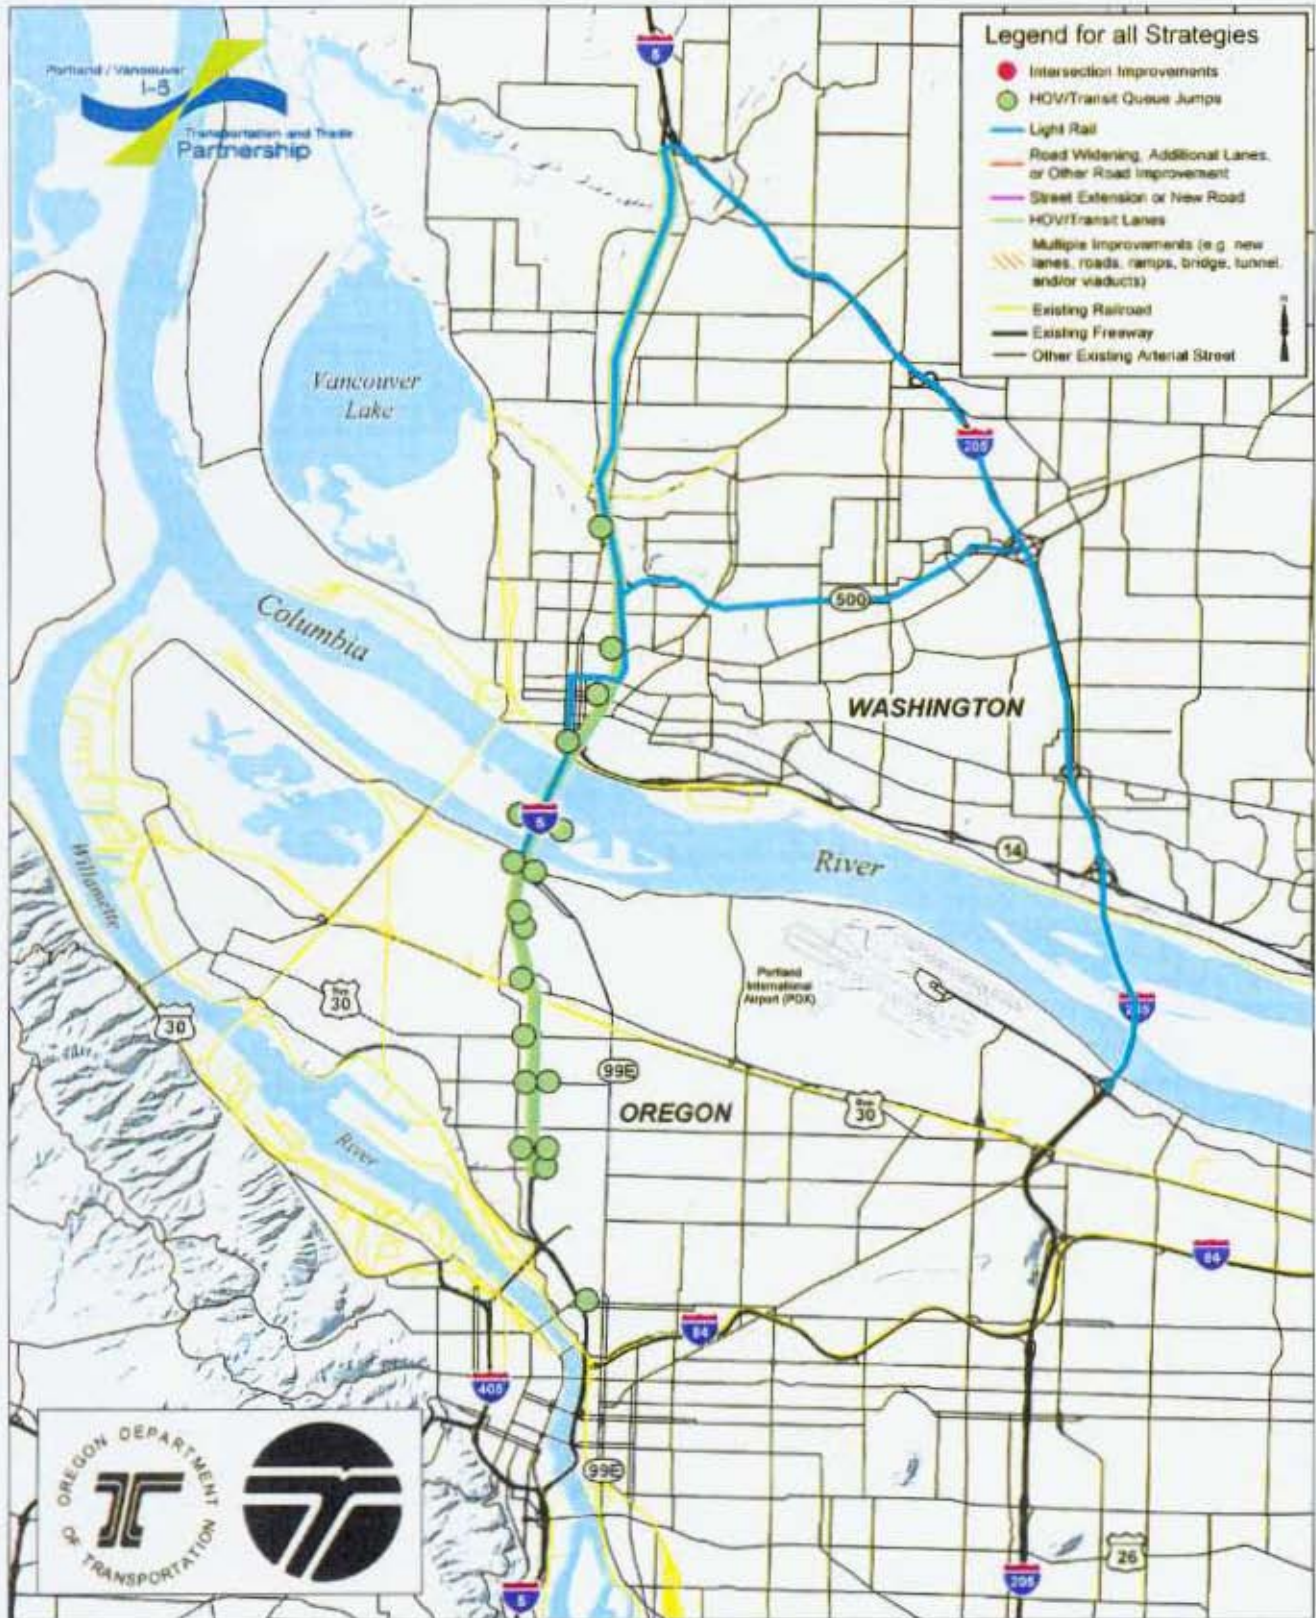 Portland / Vancouver
I-5
Transportation and Trade
Partnership
5
Legend for all Strategies
Intersection Improvements
HOV/Transit Queue Jumps
Light Rail
Road Widening, Additional Lanes,
or Other Road Improvement
Street Extension or New Road
HOV/Transit Lanes
Multiple Improvements (e.g. new
lanes, roads, ramps, bridge, tunnel,
and/or viaducts)
Existing Railroad
Existing Freeway
Other Existing Arterial Street
N
Vancouver
Lake
205
500
Columbia
WASHINGTON
5
14
River
Willamette
Portland
International
Airport (PDX)
30
30
205
99E
OREGON
30
River
84
84
405
OREGON DEPARTMENT
OF TRANSPORTATION
99E
26
205
5